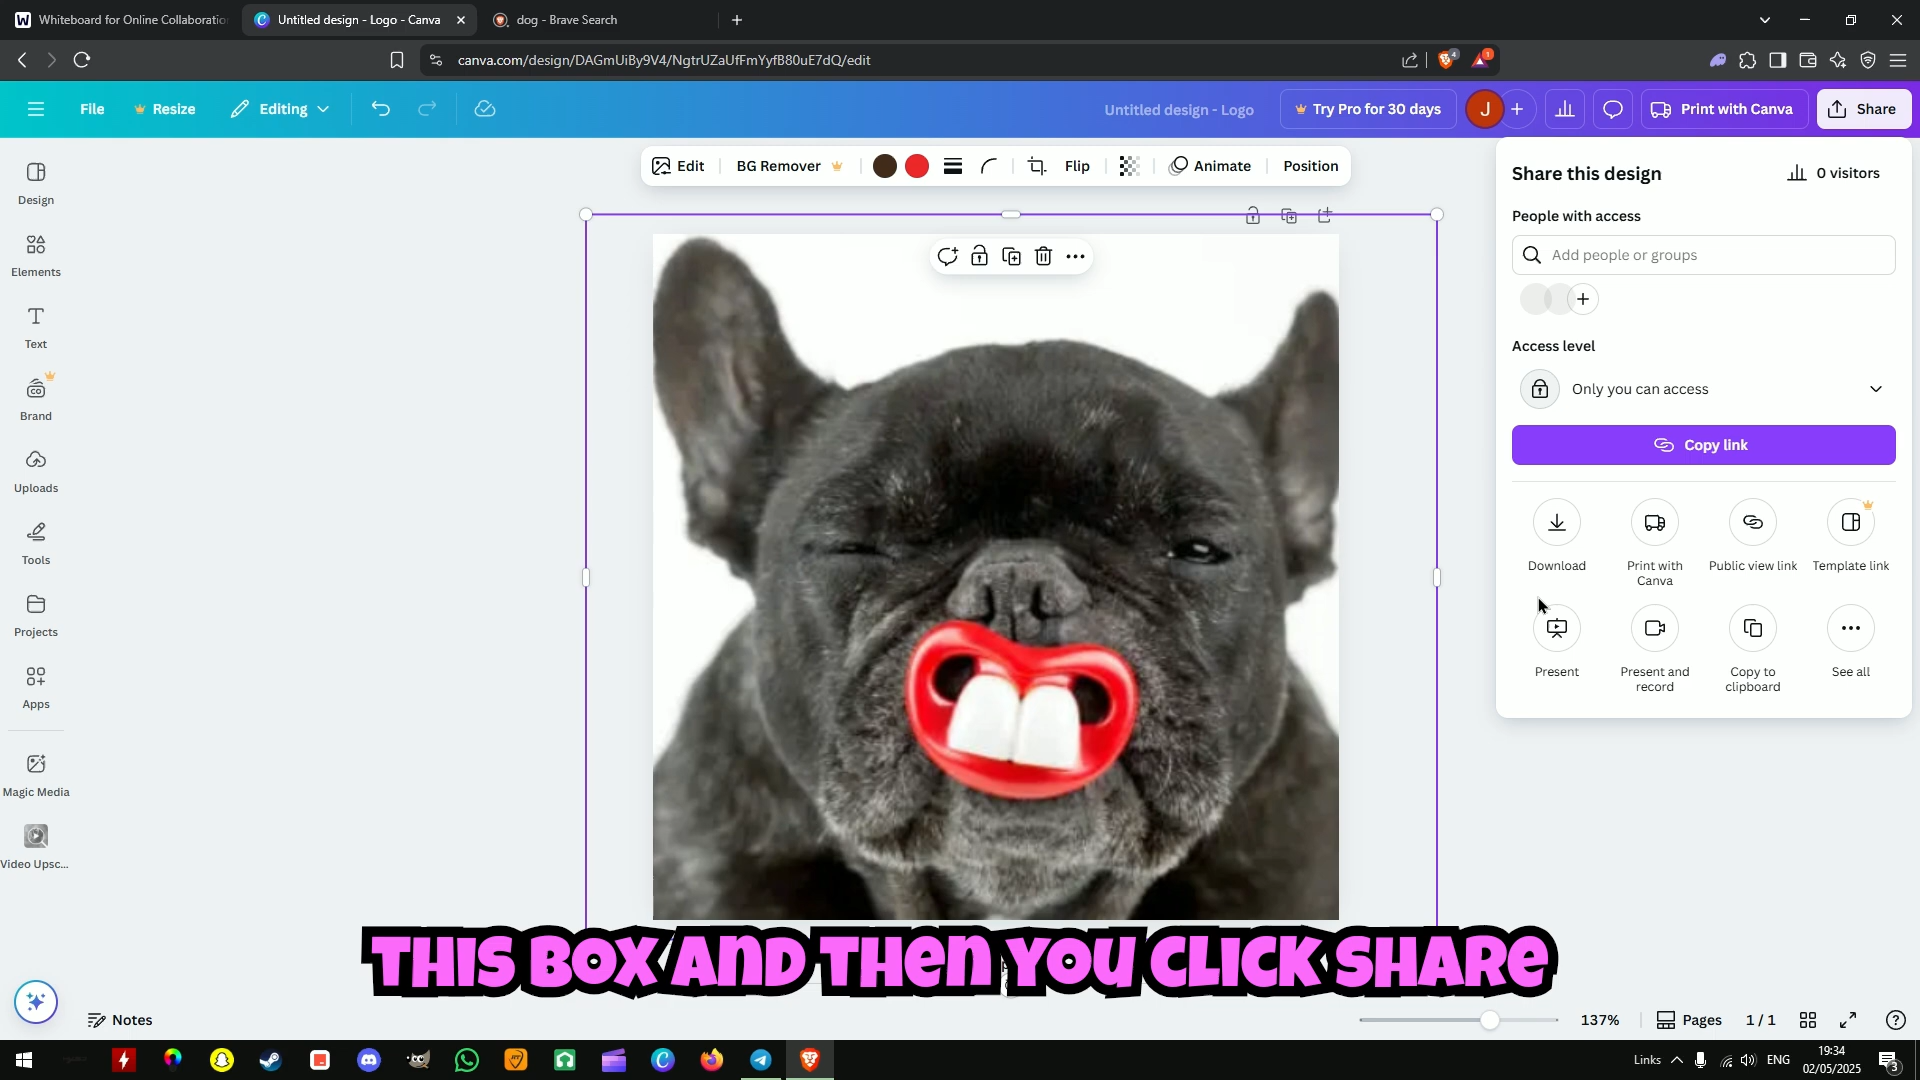 Whiteboard for Online Collaboratio
Untitled design - Logo - Canva
dog - Brave Search
canva.com/design/DAGmUiBy9V4/NgtrUZaUfFmYyfB80uE7dQ/edit
4
1
File
Resize
Editing
Untitled design - Logo
Try Pro for 30 days
J
Print with Canva
Share
Edit
BG Remover
Flip
Animate
Position
Design
Elements
Text
Brand
Uploads
Tools
Projects
Apps
Magic Media
Video Upsc...
Share this design
0 visitors
People with access
Add people or groups
Access level
Only you can access
Copy link
Download
Print with
Canva
Public view link
Template link
Present
Present and
record
Copy to
clipboard
See all
THIS BOX AND THEN YOU CLICK SHARE
Notes
137%
Pages
1 / 1
Links
ENG
19:34
02/05/2025
3